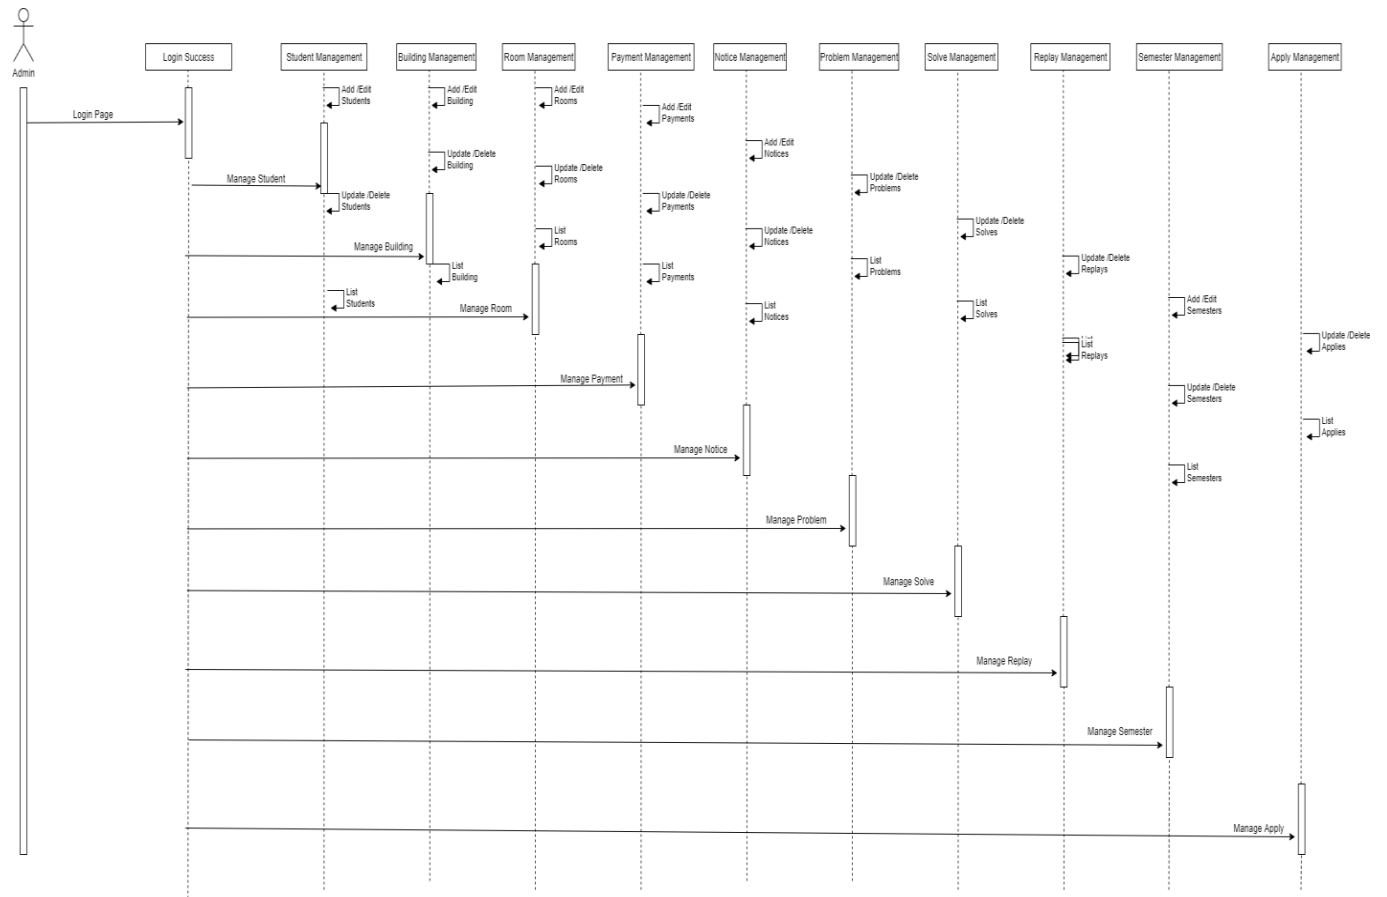 Admin
Login Success
Student Management
Building Management
Room Management
Payment Management
Notice Management
Problem Management
Solve Management
Replay Management
Semester Management
Apply Management
Login Page
Manage Student
Manage Building
Manage Room
Manage Payment
Manage Notice
Manage Problem
Manage Solve
Manage Replay
Manage Semester
Manage Apply
Add /Edit
Students
Update /Delete
Students
List
Students
Add /Edit
Building
Update /Delete
Building
List
Building
Add /Edit
Rooms
Update /Delete
Rooms
List
Rooms
Add /Edit
Payments
Update /Delete
Payments
List
Payments
Add /Edit
Notices
Update /Delete
Notices
List
Notices
Update /Delete
Problems
List
Problems
Update /Delete
Solves
List
Solves
Update /Delete
Replays
List
Replays
Add /Edit
Semesters
Update /Delete
Semesters
List
Semesters
Update /Delete
Applies
List
Applies